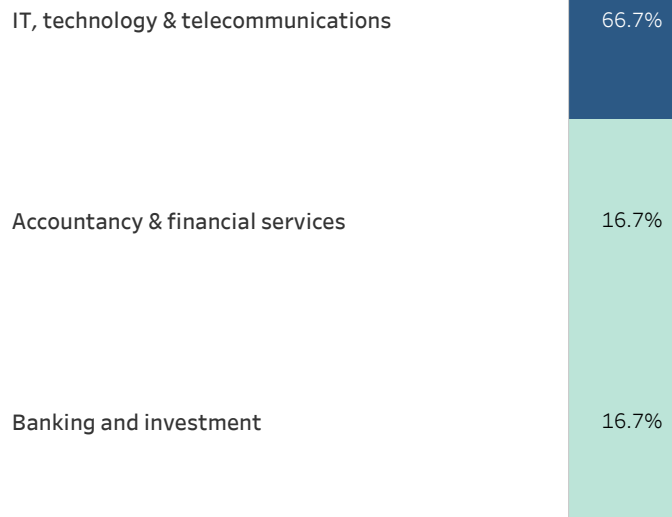 IT, technology & telecommunications 66.7%
Accountancy & financial services 16.7%
Banking and investment 16.7%